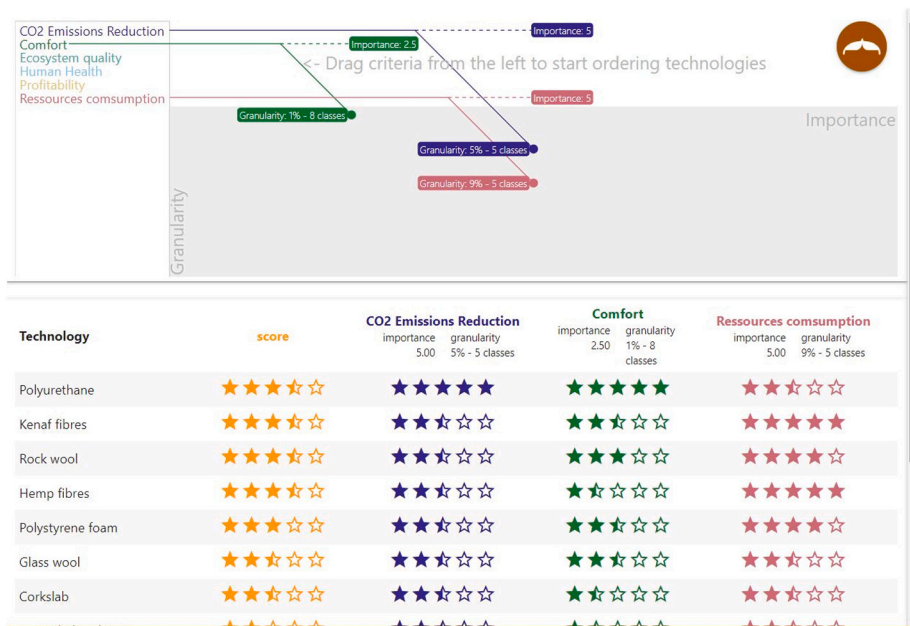 CO2 Emissions Reduction
Importance: 5
Comfort
Importance: 2.5
Ecosystem quality
<- Drag criteria from the left to start ordering technologies
Human Health
Profitability
Ressources comsumption
Importance: 5
Granularity: 1% - 8 classes
Importance
Granularity: 5% - 5 classes
Granularity: 9% - 5 classes
Granularity
Technology
score
CO2 Emissions Reduction
importance granularity
5.00 5% - 5 classes
Comfort
importance granularity
2.50 1% - 8
classes
Ressources comsumption
importance granularity
5.00 9% - 5 classes
Polyurethane
Kenaf fibres
Rock wool
Hemp fibres
Polystyrene foam
Glass wool
Corkslab